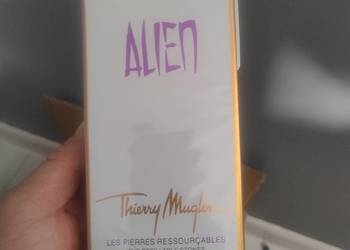 ALIEN
Thierry Mugler
LES PIERRES RESSOURÇABLES